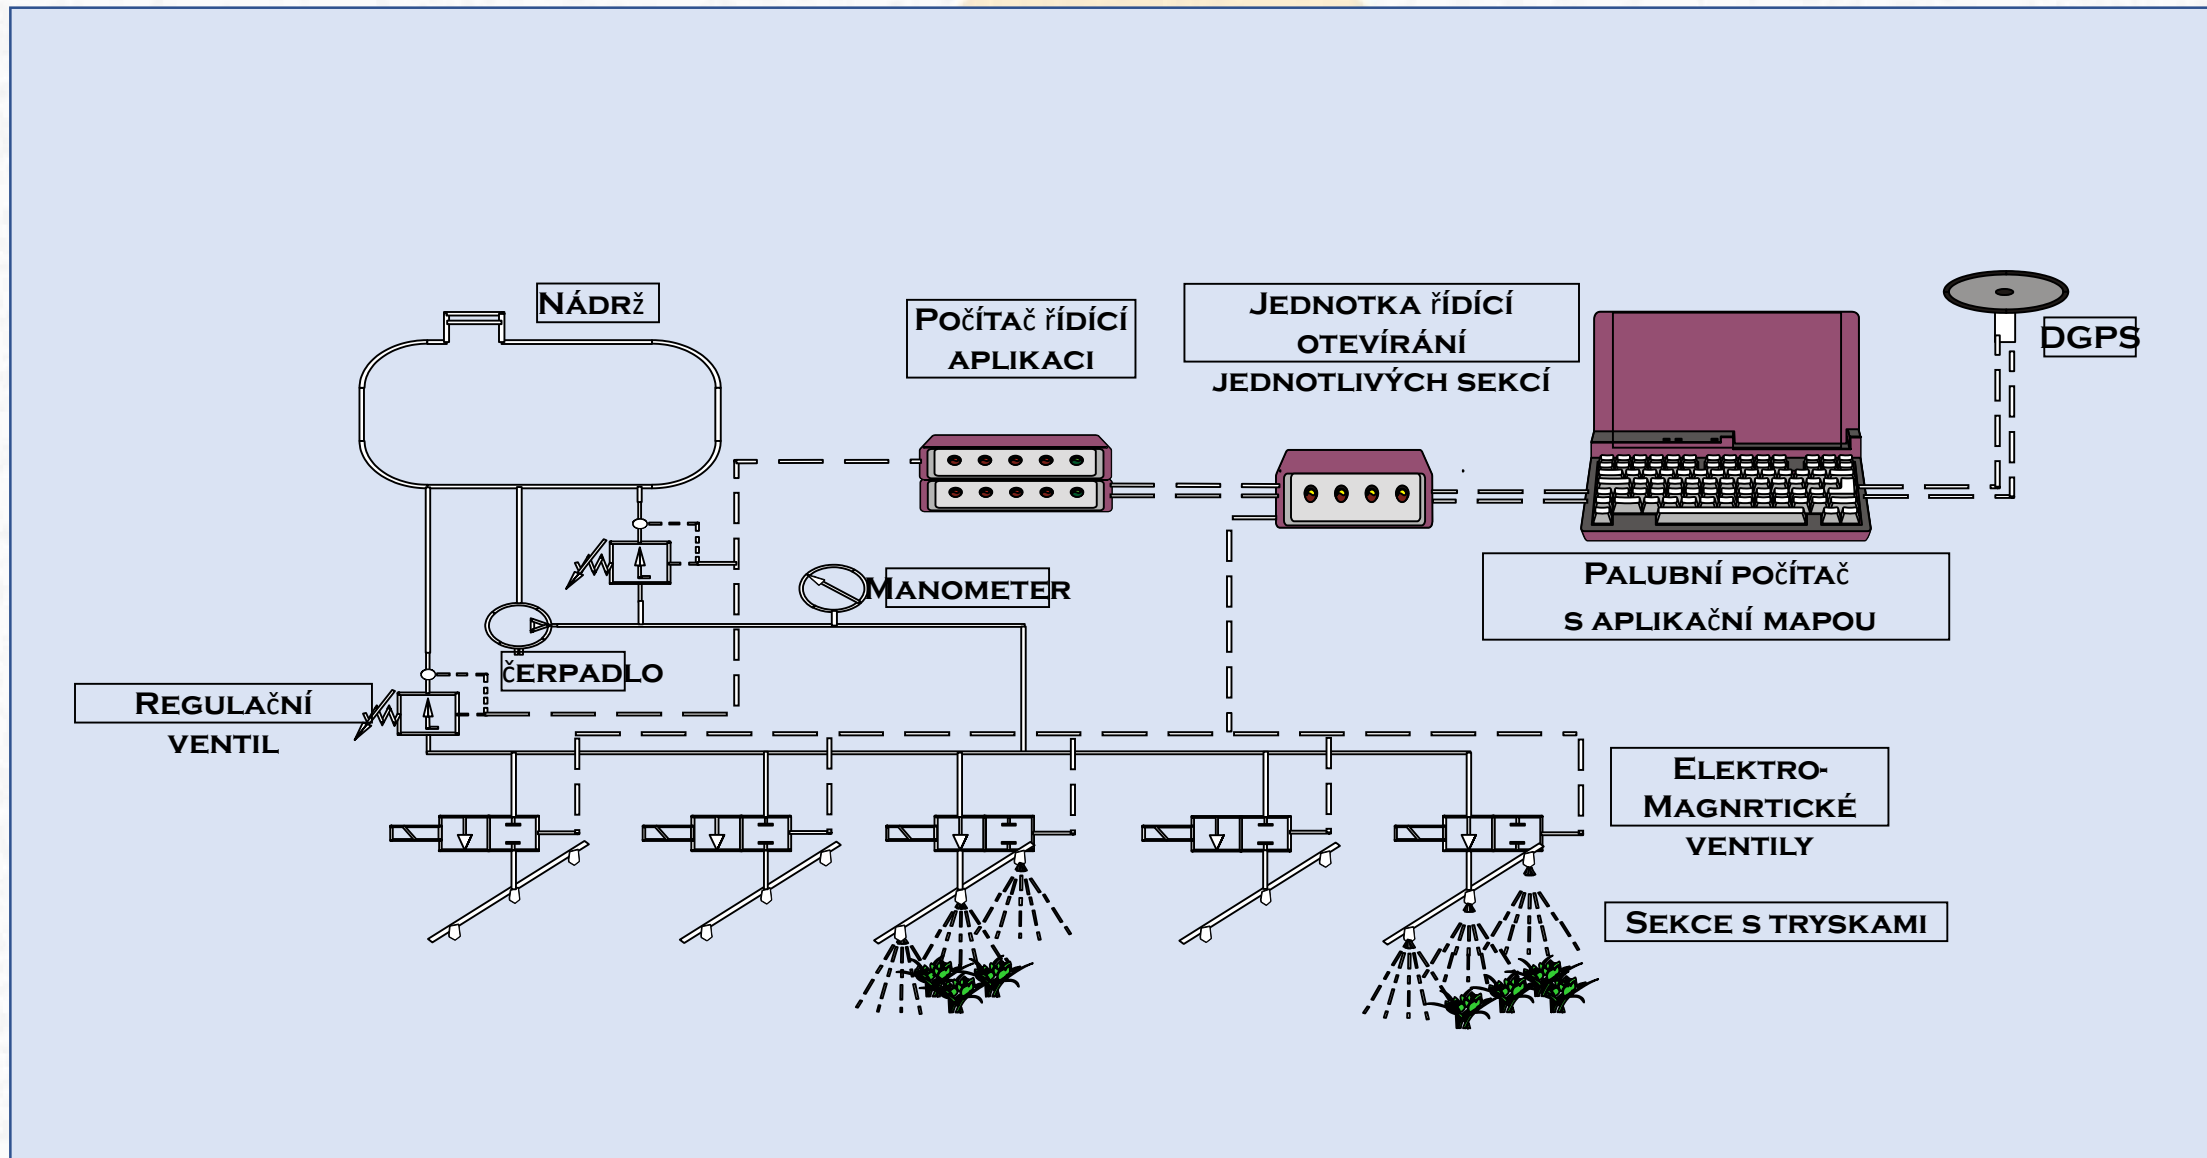 Nádrž
Počítač řídící
aplikaci
Jednotka řídící
otevírání
jednotlivých sekcí
DGPS
Manometer
Palubní počítač
s aplikační mapou
čerpadlo
Regulační
ventil
Elektro-
Magnrtické
ventily
Sekce s tryskami